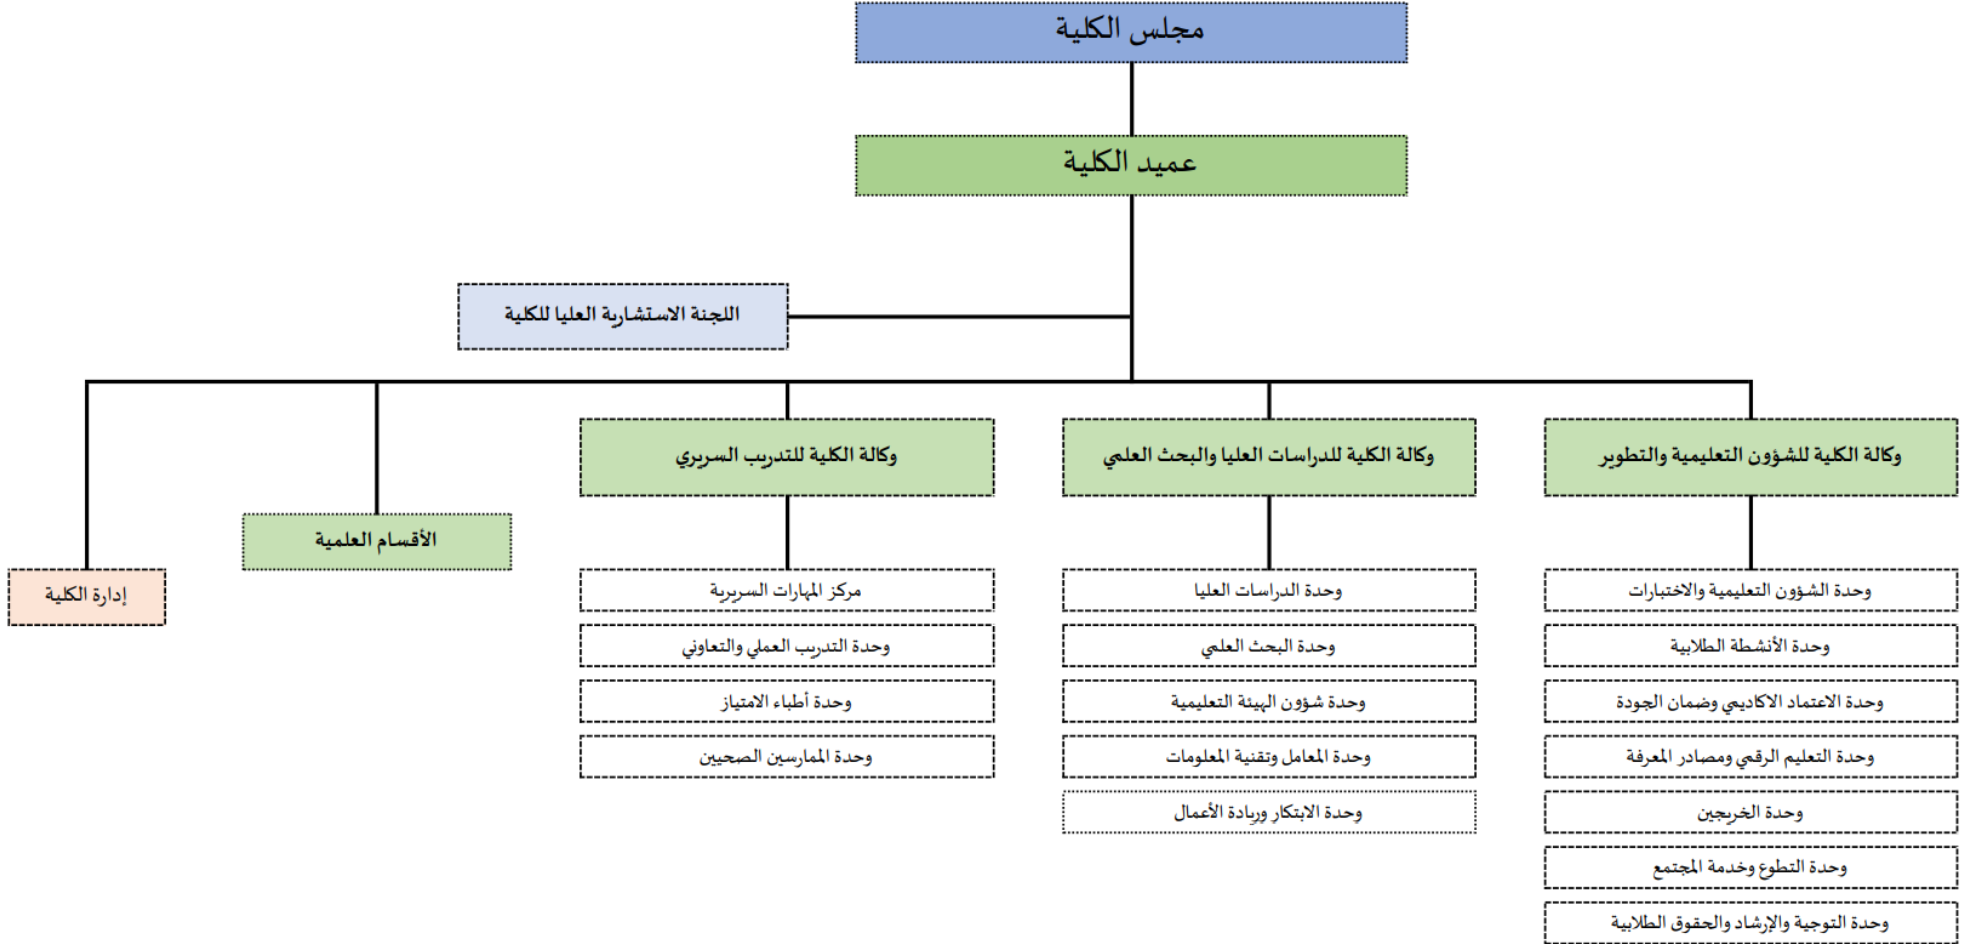 مجلس الكلية
عميد الكلية
اللجنة الاستشارية العليا للكلية
وكالة الكلية للشؤون التعليمية والتطوير
وحدة الشؤون التعليمية والاختبارات
وحدة الأنشطة الطلابية
وحدة الاعتماد الاكاديمي وضمان الجودة
وحدة التعليم الرقمي ومصادر المعرفة
وحدة الخريجين
وحدة التطوع وخدمة المجتمع
وحدة التوجية والإرشاد والحقوق الطلابية
وكالة الكلية للدراسات العليا والبحث العلمي
وحدة الدراسات العليا
وحدة البحث العلمي
وحدة شؤون الهيئة التعليمية
وحدة المعامل وتقنية المعلومات
وحدة الابتكار وريادة الأعمال
وكالة الكلية للتدريب السريري
مركز المهارات السريرية
وحدة التدريب العملي والتعاوني
وحدة أطباء الامتياز
وحدة الممارسين الصحيين
الأقسام العلمية
إدارة الكلية